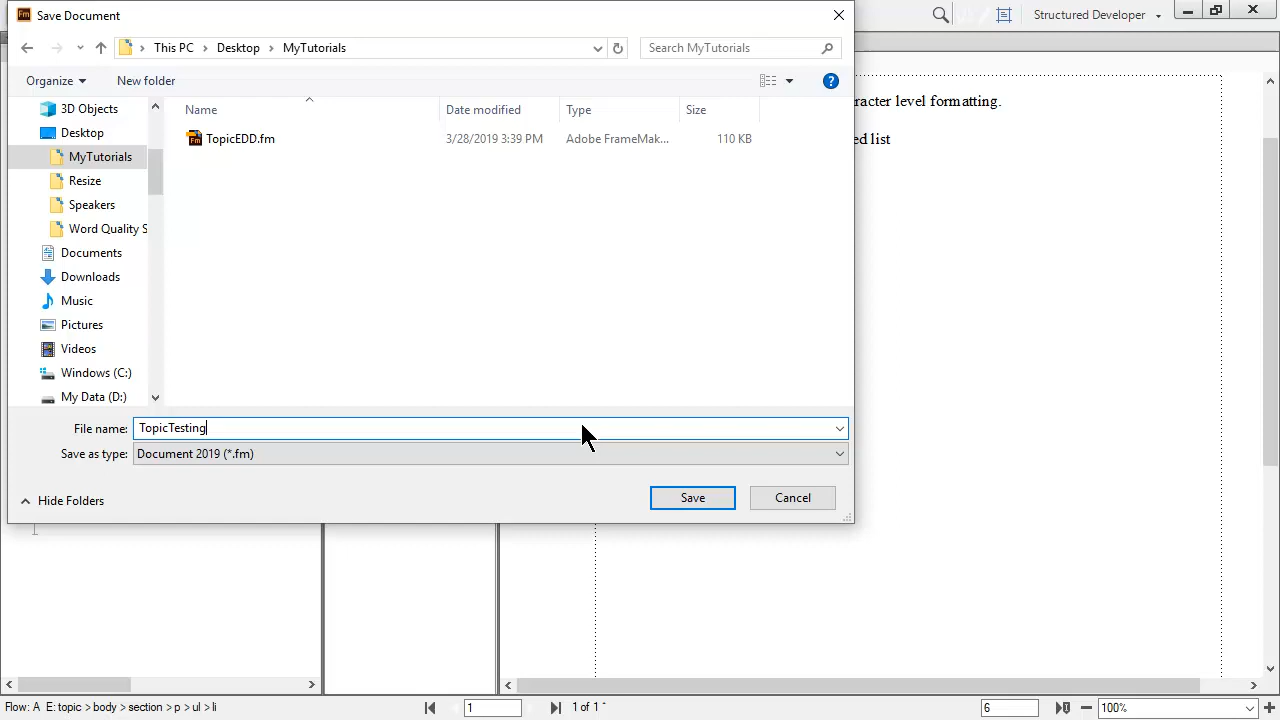 Fm Save Document
Structured Developer
This PC > Desktop > MyTutorials
Search MyTutorials
Organize
New folder
?
3D Objects
Desktop
MyTutorials
Resize
Speakers
Word Quality S
Documents
Downloads
Music
Pictures
Videos
Windows (C:)
My Data (D:)
Name
Date modified
Type
Size
Fm TopicEDD.fm
3/28/2019 3:39 PM
Adobe FrameMak...
110 KB
racter level formatting.
ed list
File name: TopicTesting
Save as type: Document 2019 (*.fm)
Hide Folders
Save
Cancel
Flow: A E: topic > body > section > p > ul > li
1
1 of 1 *
6
100%